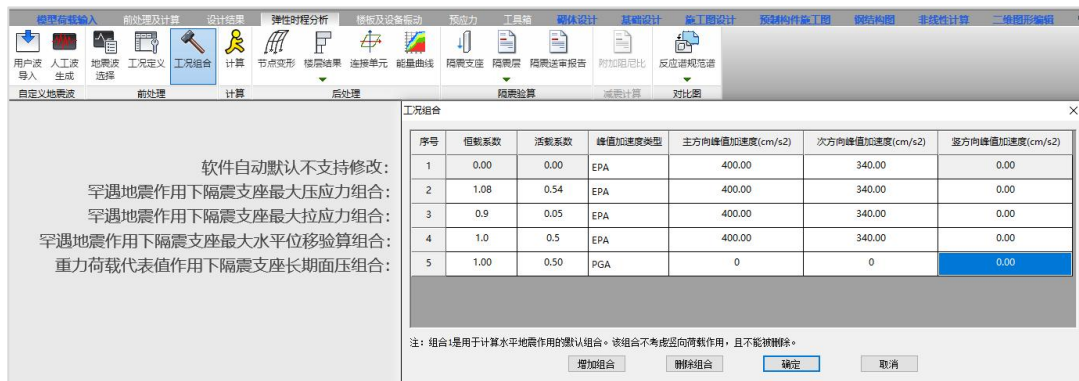 模型荷载输入 前处理及计算 设计结果 弹性时程分析 楼板及设备振动 预应力 工具箱 砌体设计 基础设计 施工图设计 预制构件施工图 钢结构图 非线性计算 二维图形编辑
用户波导入 人工波生成 地震波选择 工况定义 工况组合 计算 节点变形 楼层结果 连接单元 能量曲线 隔震支座 隔震层 隔震送审报告 附加阻尼比 反应谱规范谱
自定义地震波 前处理 计算 后处理 隔震验算 减震计算 对比图
工况组合
序号 恒载系数 活载系数 峰值加速度类型 主方向峰值加速度(cm/s2) 次方向峰值加速度(cm/s2) 竖方向峰值加速度(cm/s2)
软件自动默认不支持修改: 1 0.00 0.00 EPA 400.00 340.00 0.00
罕遇地震作用下隔震支座最大压应力组合: 2 1.08 0.54 EPA 400.00 340.00 0.00
罕遇地震作用下隔震支座最大拉应力组合: 3 0.9 0.05 EPA 400.00 340.00 0.00
罕遇地震作用下隔震支座最大水平位移验算组合: 4 1.0 0.5 EPA 400.00 340.00 0.00
重力荷载代表值作用下隔震支座长期面压组合: 5 1.00 0.50 PGA 0 0 0.00
注: 组合1是用于计算水平地震作用的默认组合。该组合不考虑竖向荷载作用，且不能被删除。
增加组合 删除组合 确定 取消